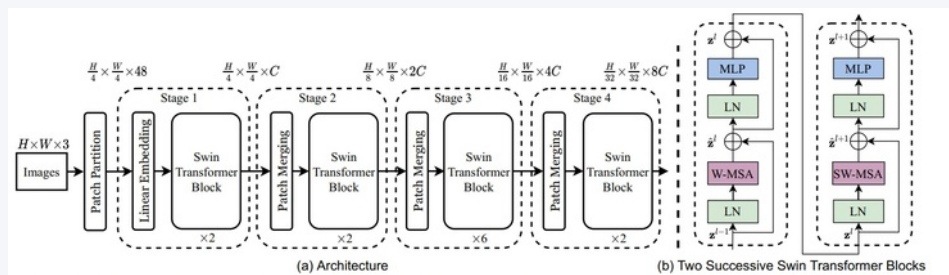 H/4 × W/4 × 48
H/4 × W/4 × C
H/8 × W/8 × 2C
H/16 × W/16 × 4C
H/32 × W/32 × 8C
Stage 1
Stage 2
Stage 3
Stage 4
H×W×3
Images
Patch Partition
Linear Embedding
Swin
Transformer
Block
×2
Patch Merging
Swin
Transformer
Block
×2
Patch Merging
Swin
Transformer
Block
×6
Patch Merging
Swin
Transformer
Block
×2
(a) Architecture
z^l
MLP
LN
ẑ^l
W-MSA
LN
z^{l-1}
z^{l+1}
MLP
LN
ẑ^{l+1}
SW-MSA
LN
z^l
(b) Two Successive Swin Transformer Blocks